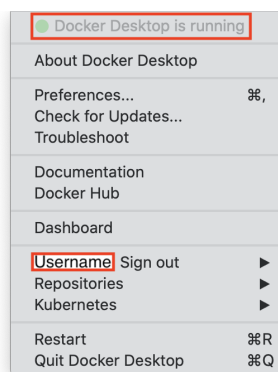 Docker Desktop is running
About Docker Desktop
Preferences... ⌘,
Check for Updates...
Troubleshoot
Documentation
Docker Hub
Dashboard
Username Sign out ▶
Repositories ▶
Kubernetes ▶
Restart ⌘R
Quit Docker Desktop ⌘Q